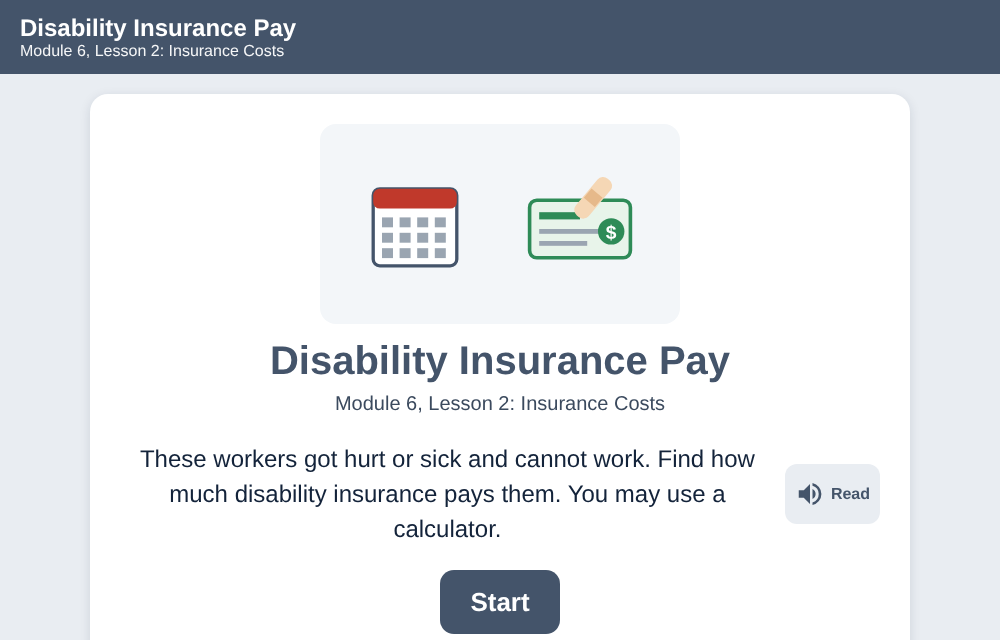 Disability Insurance Pay
Module 6, Lesson 2: Insurance Costs
$
Disability Insurance Pay
Module 6, Lesson 2: Insurance Costs
These workers got hurt or sick and cannot work. Find how
much disability insurance pays them. You may use a
calculator.
Read
Start